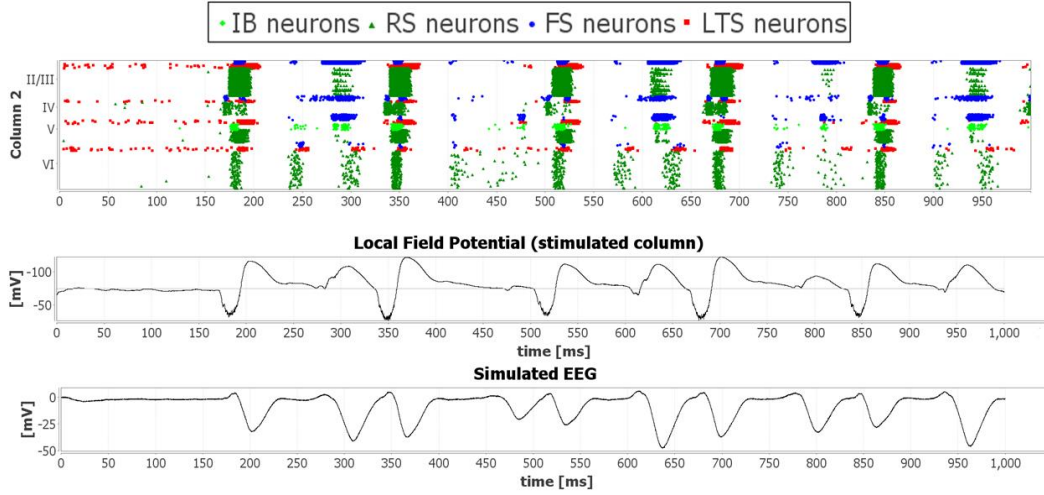 IB neurons RS neurons FS neurons LTS neurons
Column 2
II/III
IV
V
VI
0 50 100 150 200 250 300 350 400 450 500 550 600 650 700 750 800 850 900 950
Local Field Potential (stimulated column)
[mV]
-100
-50
0 50 100 150 200 250 300 350 400 450 500 550 600 650 700 750 800 850 900 950 1,000
time [ms]
Simulated EEG
[mV]
0
-25
-50
0 50 100 150 200 250 300 350 400 450 500 550 600 650 700 750 800 850 900 950 1,000
time [ms]